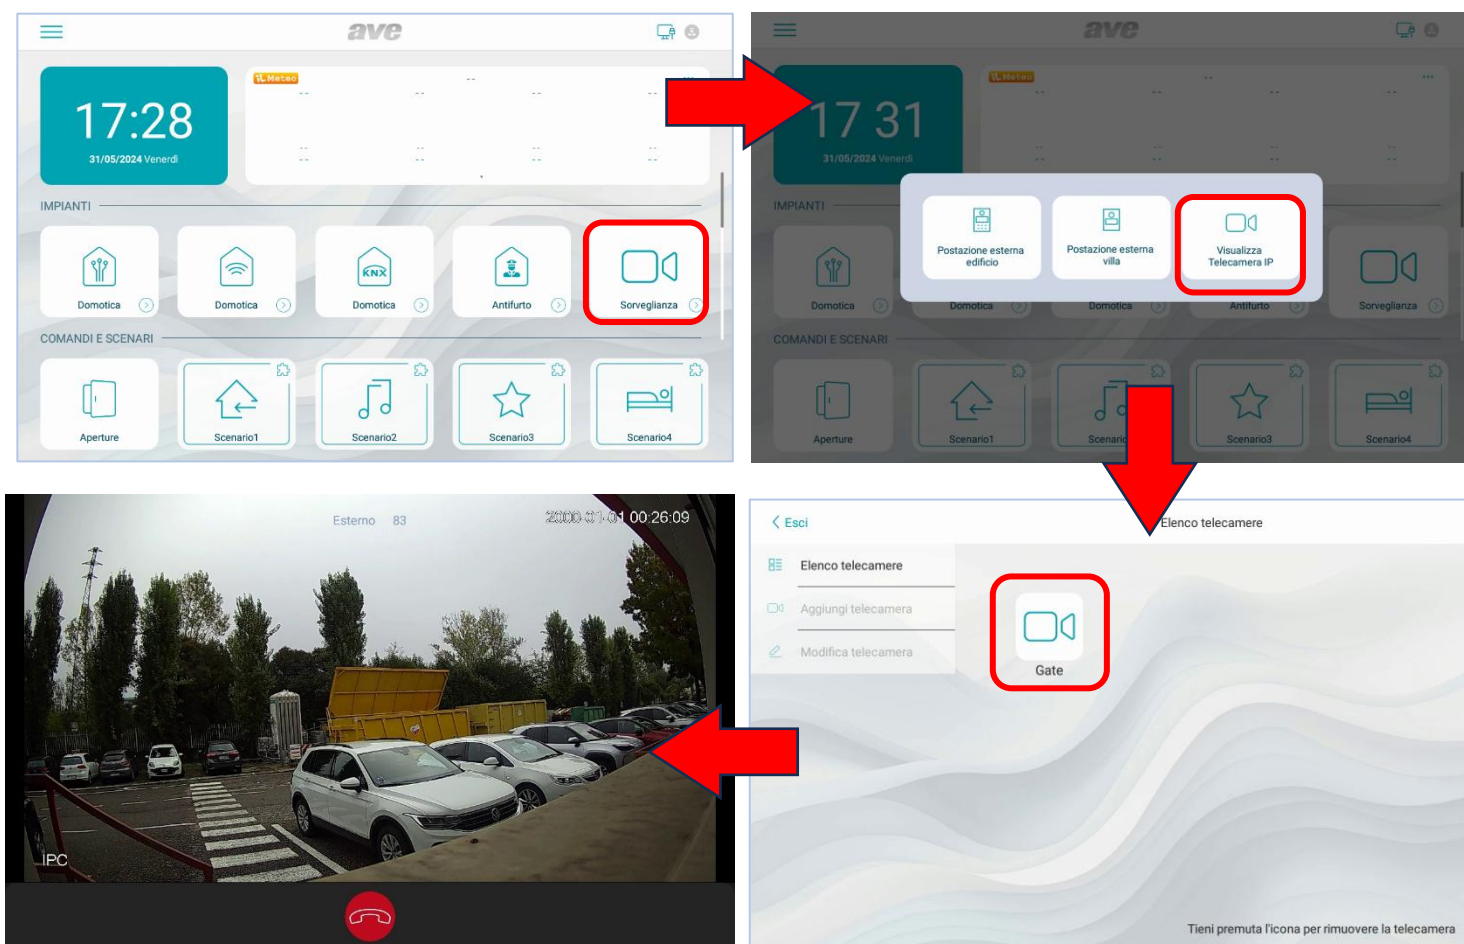 ave
17:28
31/05/2024 Venerdì
iL Meteo
--
-- -- -- --
-- -- -- --
-- -- -- --
IMPIANTI
Domotica
Domotica
KNX
Domotica
Antifurto
Sorveglianza
COMANDI E SCENARI
Aperture
Scenario1
Scenario2
Scenario3
Scenario4
ave
17 31
31/05/2024 Venerdì
iL Meteo
--
-- -- -- --
-- -- -- --
-- -- -- --
IMPIANTI
Postazione esterna
edificio
Postazione esterna
villa
Visualizza
Telecamera IP
Domotica
Domotica
Domotica
Antifurto
Sorveglianza
COMANDI E SCENARI
Aperture
Scenario1
Scenario3
Scenario4
Esterno 83
2000-01-01 00:26:09
IPC
Esci
Elenco telecamere
Elenco telecamere
Aggiungi telecamera
Modifica telecamera
Gate
Tieni premuta l'icona per rimuovere la telecamera